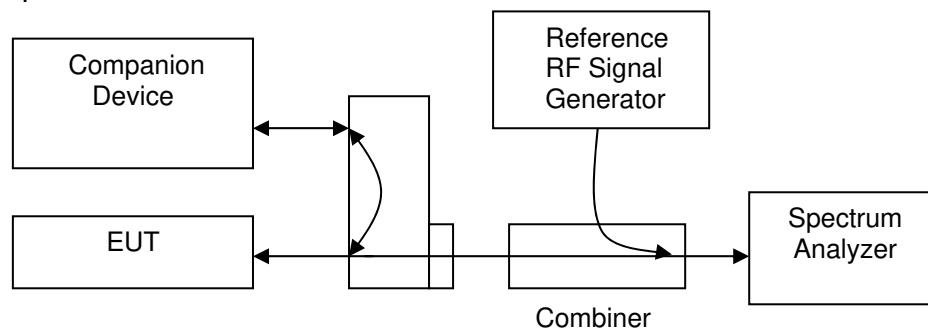 Companion
Device
Reference
RF Signal
Generator
EUT
Spectrum
Analyzer
Combiner